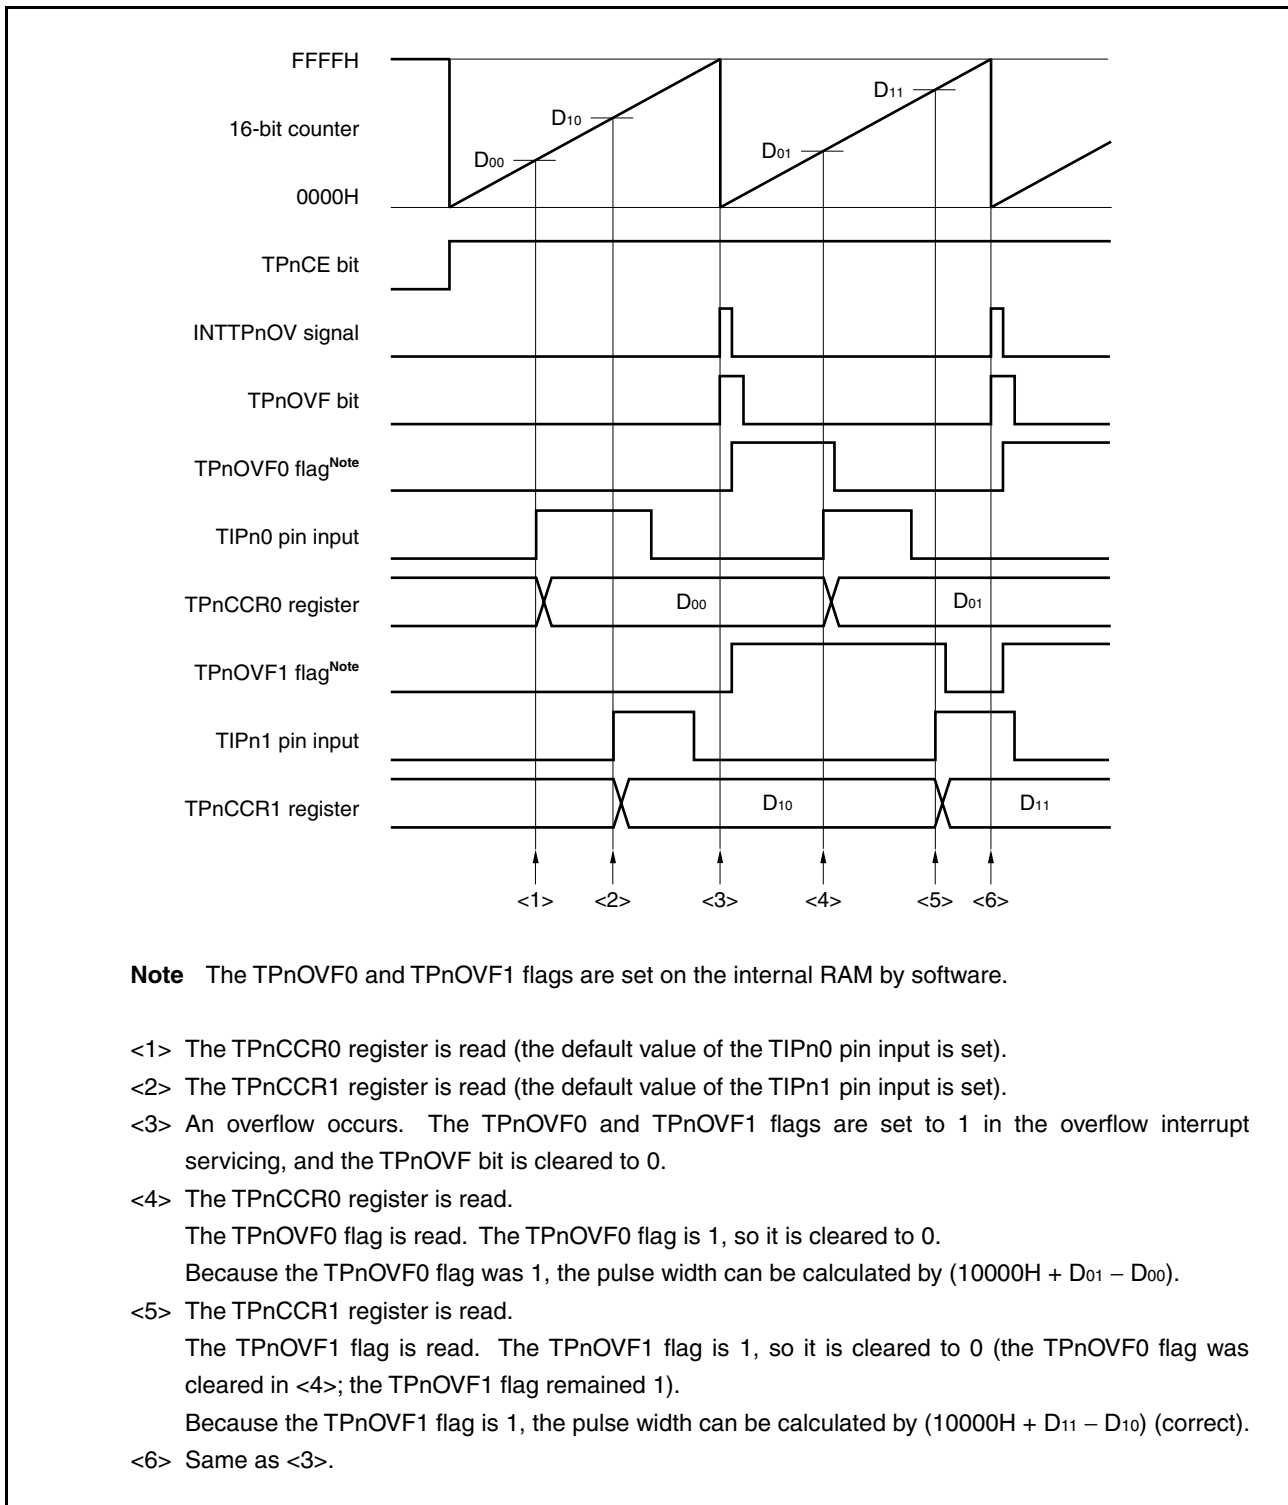 FFFFH
D10
D11
16-bit counter
D00
D01
0000H
TPnCE bit
INTTPnOV signal
TPnOVF bit
TPnOVF0 flagNote
TIPn0 pin input
TPnCCR0 register
D00
D01
TPnOVF1 flagNote
TIPn1 pin input
TPnCCR1 register
D10
D11
<1> <2> <3> <4> <5> <6>
Note The TPnOVF0 and TPnOVF1 flags are set on the internal RAM by software.
<1> The TPnCCR0 register is read (the default value of the TIPn0 pin input is set).
<2> The TPnCCR1 register is read (the default value of the TIPn1 pin input is set).
<3> An overflow occurs. The TPnOVF0 and TPnOVF1 flags are set to 1 in the overflow interrupt
servicing, and the TPnOVF bit is cleared to 0.
<4> The TPnCCR0 register is read.
The TPnOVF0 flag is read. The TPnOVF0 flag is 1, so it is cleared to 0.
Because the TPnOVF0 flag was 1, the pulse width can be calculated by (10000H + D01 − D00).
<5> The TPnCCR1 register is read.
The TPnOVF1 flag is read. The TPnOVF1 flag is 1, so it is cleared to 0 (the TPnOVF0 flag was
cleared in <4>; the TPnOVF1 flag remained 1).
Because the TPnOVF1 flag is 1, the pulse width can be calculated by (10000H + D11 − D10) (correct).
<6> Same as <3>.